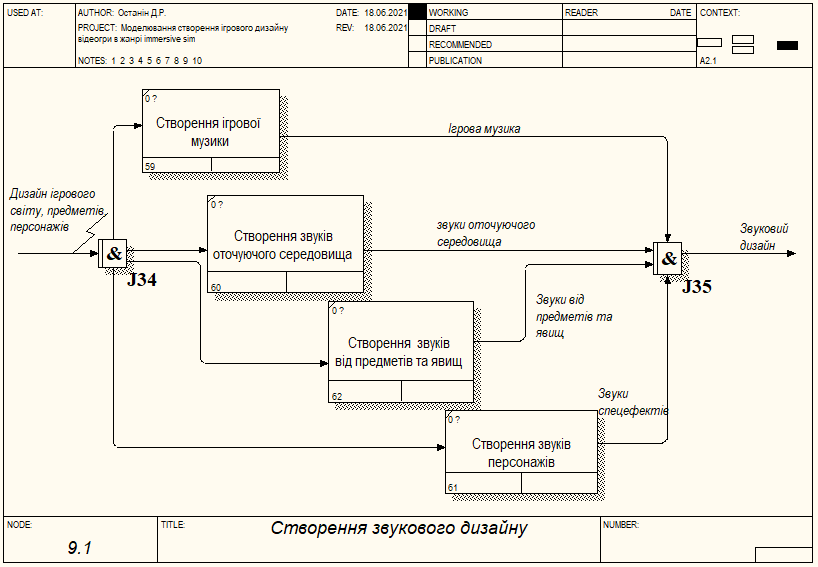 USED AT:
AUTHOR: Останін Д.Р.
DATE: 18.06.2021
PROJECT: Моделювання створення ігрового дизайну
відеогри в жанрі immersive sim
REV: 18.06.2021
NOTES: 1 2 3 4 5 6 7 8 9 10
WORKING
DRAFT
RECOMMENDED
PUBLICATION
READER
DATE
CONTEXT:
A2.1
0 ?
Створення ігрової
музики
59
Ігрова музика
Дизайн ігрового
світу, предметів,
персонажів
&
J34
0 ?
Створення звуків
оточуючого середовища
60
звуки оточуючого
середовища
&
J35
Звуковий
дизайн
0 ?
Створення звуків
від предметів та явищ
62
Звуки від
предметів та
явищ
0 ?
Створення звуків
персонажів
61
Звуки
спецефектів
NODE:
9.1
TITLE:
Створення звукового дизайну
NUMBER: